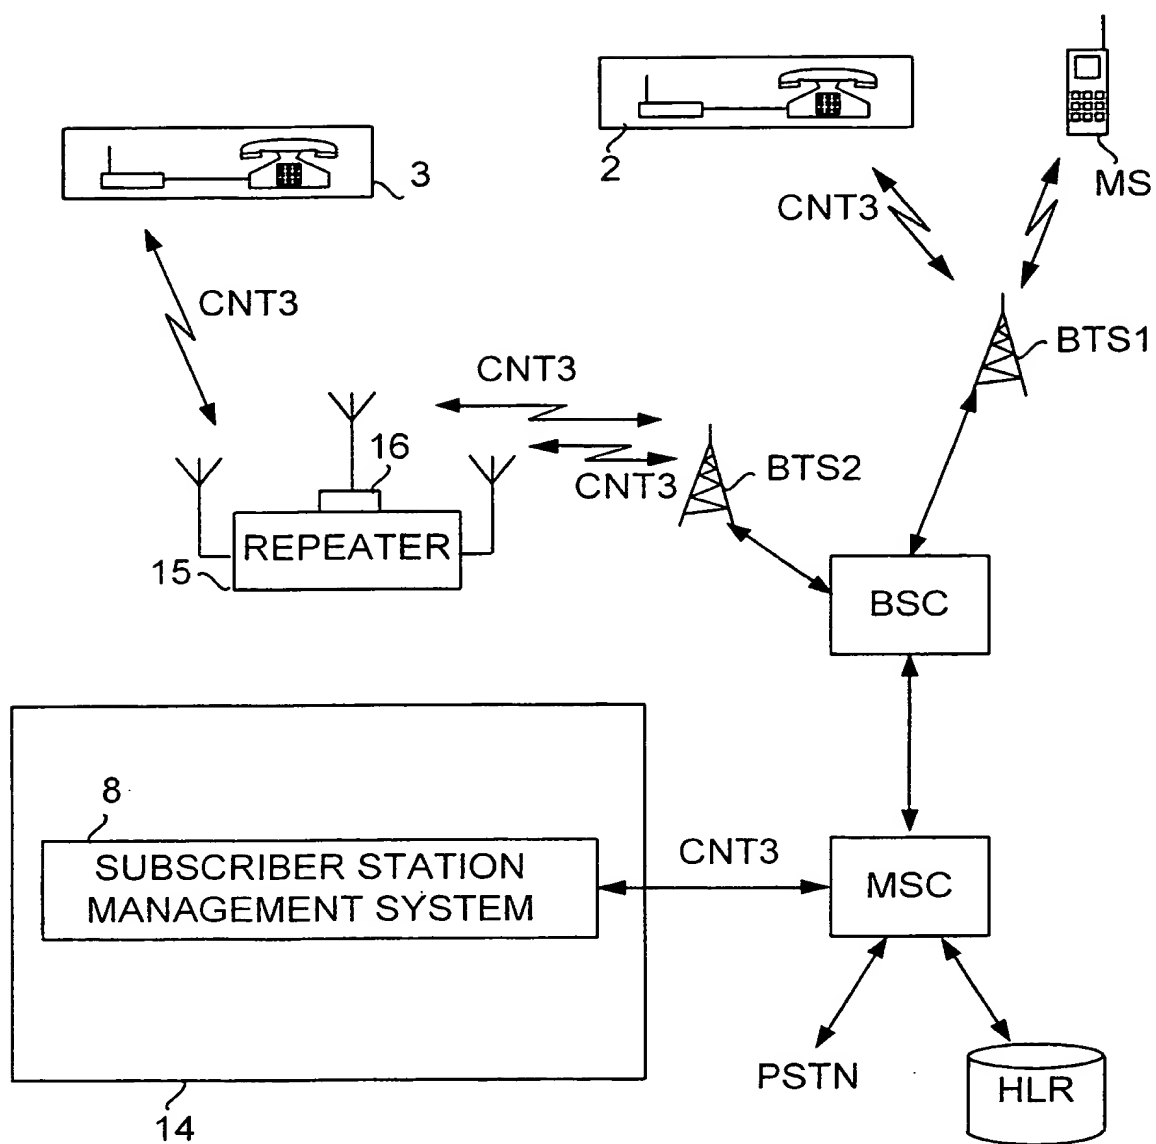 2
MS
3
CNT3
CNT3
BTS1
CNT3
16
CNT3
BTS2
REPEATER
15
BSC
8
SUBSCRIBER STATION
MANAGEMENT SYSTEM
CNT3
MSC
PSTN
HLR
14